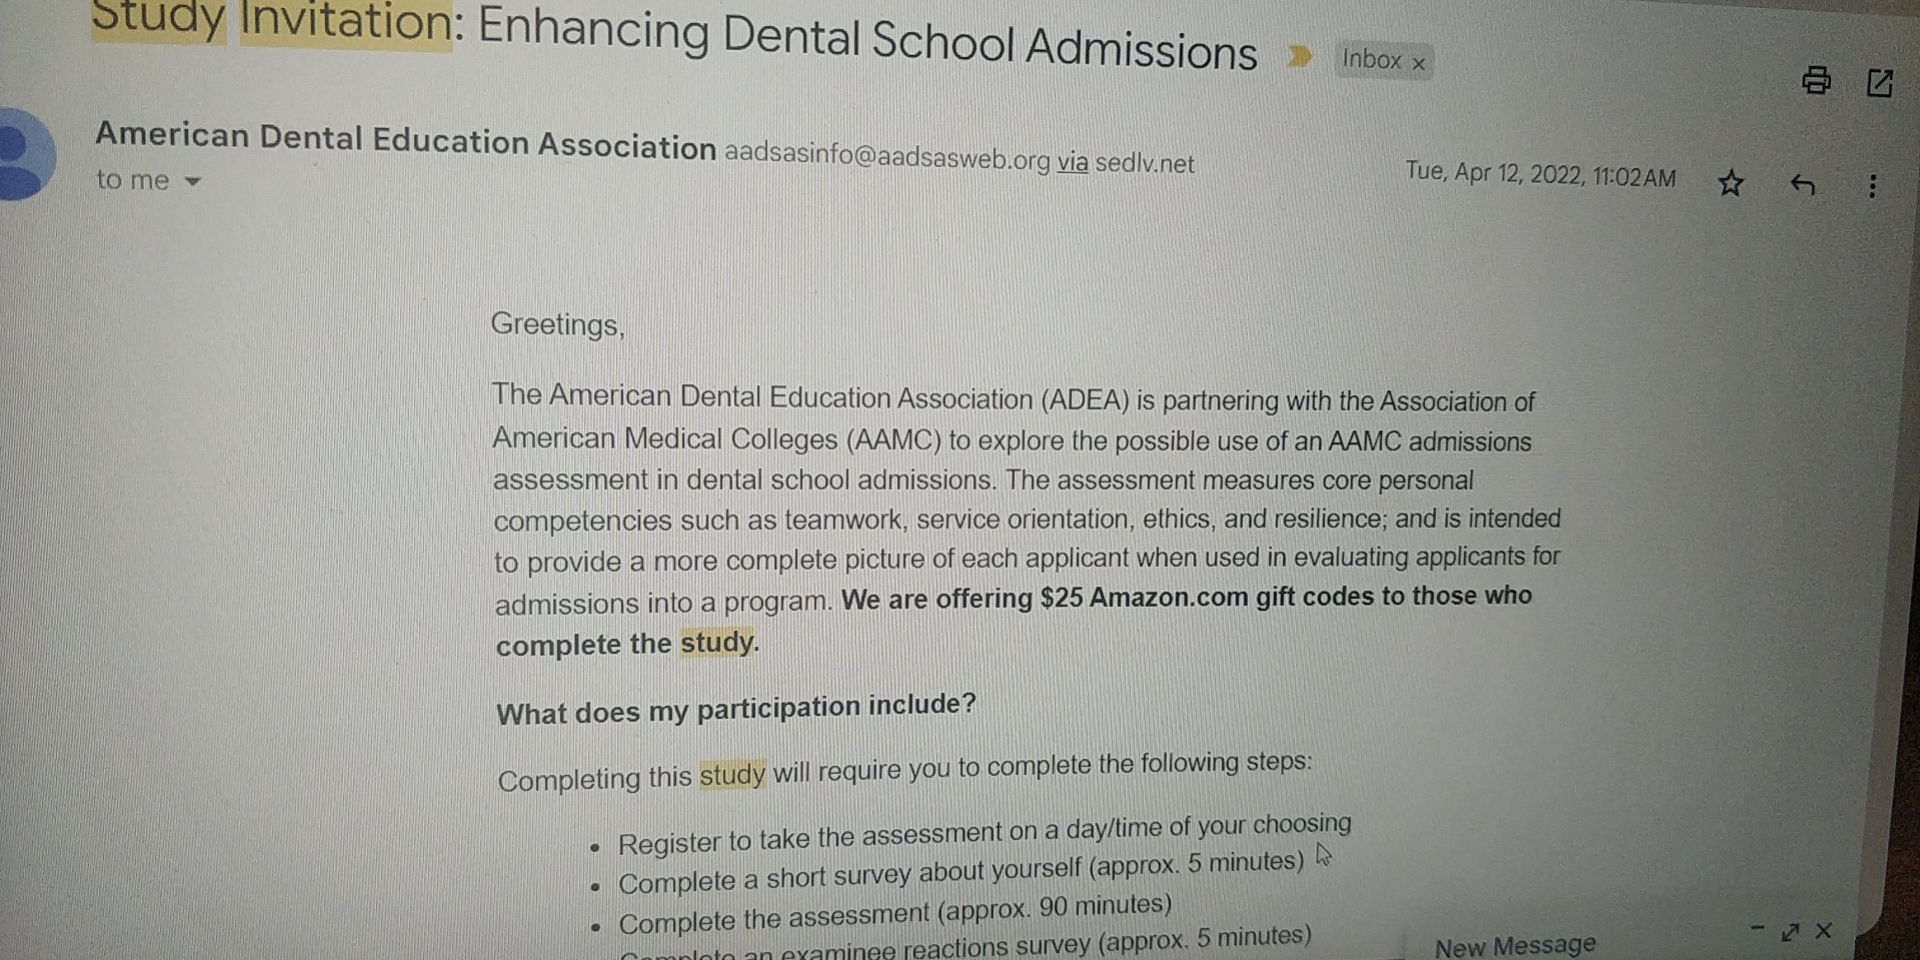 Study Invitation: Enhancing Dental School Admissions
Inbox x
American Dental Education Association aadsasinfo@aadsasweb.org via sedlv.net
Tue, Apr 12, 2022, 11:02 AM
to me
Greetings,
The American Dental Education Association (ADEA) is partnering with the Association of
American Medical Colleges (AAMC) to explore the possible use of an AAMC admissions
assessment in dental school admissions. The assessment measures core personal
competencies such as teamwork, service orientation, ethics, and resilience; and is intended
to provide a more complete picture of each applicant when used in evaluating applicants for
admissions into a program. We are offering $25 Amazon.com gift codes to those who
complete the study.
What does my participation include?
Completing this study will require you to complete the following steps:
• Register to take the assessment on a day/time of your choosing
• Complete a short survey about yourself (approx. 5 minutes)
• Complete the assessment (approx. 90 minutes)
Complete an examinee reactions survey (approx. 5 minutes)
New Message